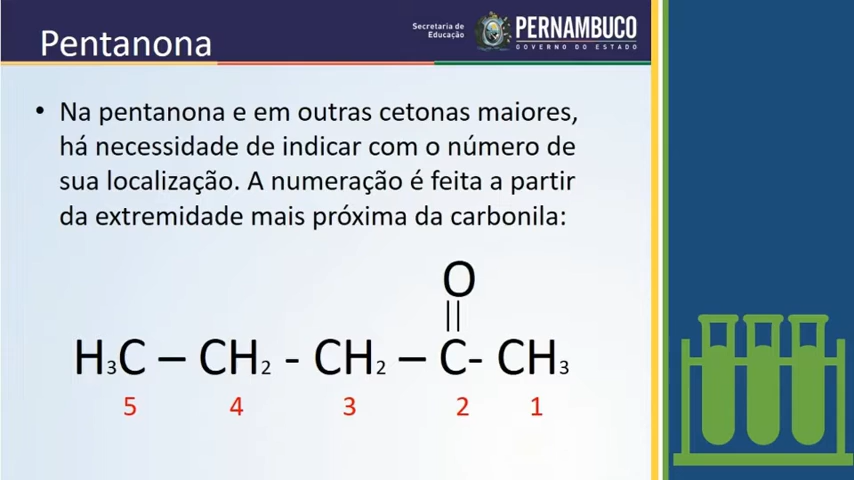 Pentanona
Secretaria de
Educação
PERNAMBUCO
GOVERNO DO ESTADO
• Na pentanona e em outras cetonas maiores,
há necessidade de indicar com o número de
sua localização. A numeração é feita a partir
da extremidade mais próxima da carbonila:
O
||
H₃C – CH₂ - CH₂ – C- CH₃
5 4 3 2 1